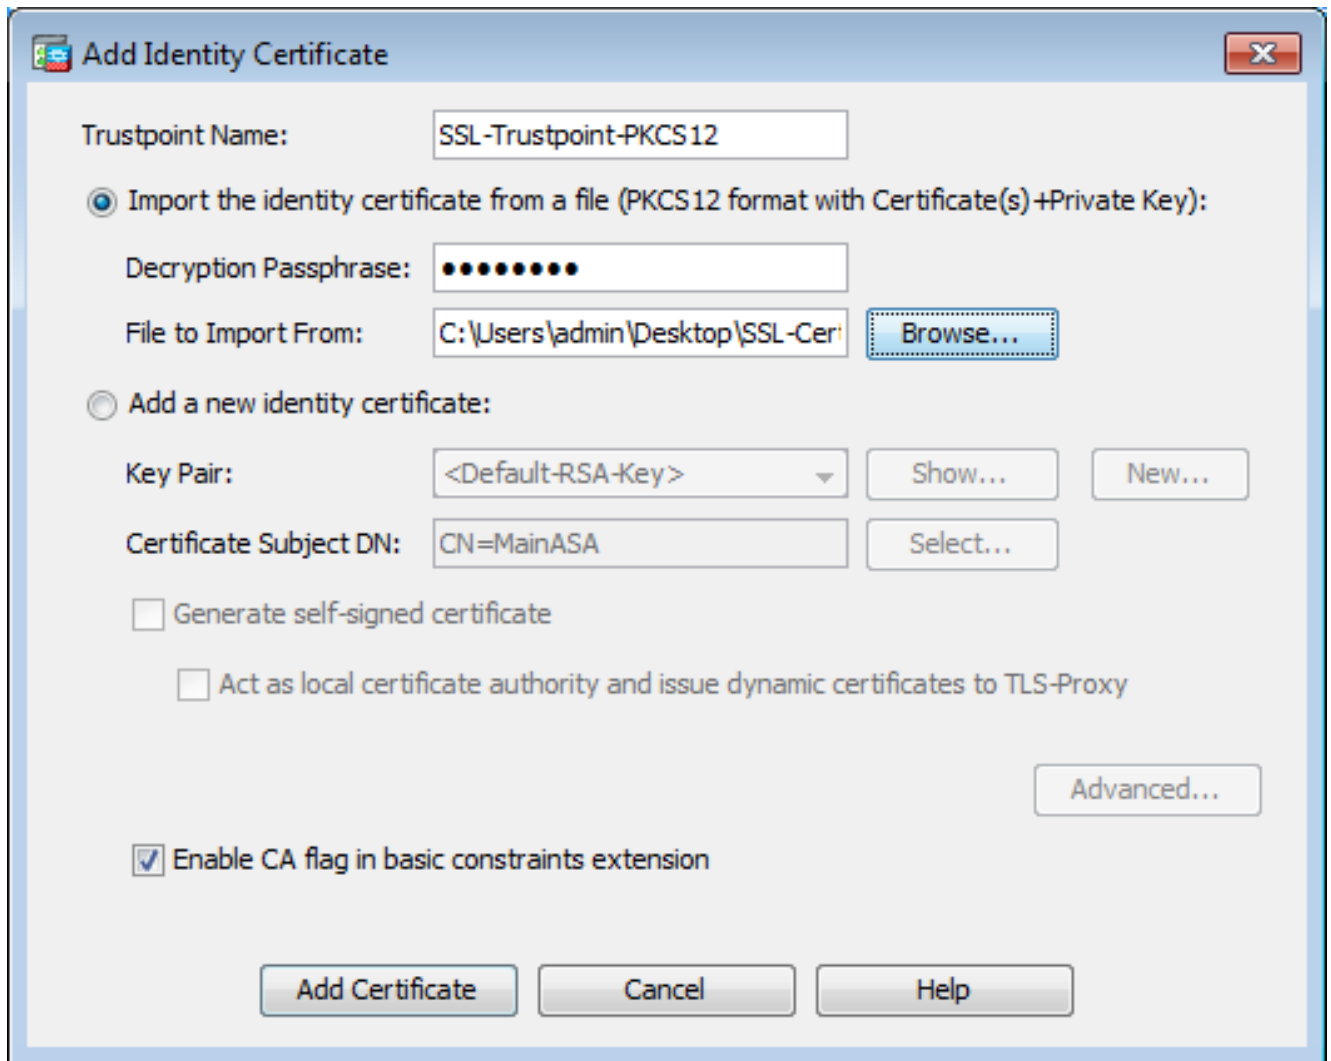 Add Identity Certificate
Trustpoint Name: SSL-Trustpoint-PKCS12
Import the identity certificate from a file (PKCS12 format with Certificate(s)+Private Key):
Decryption Passphrase: ••••••••
File to Import From: C:\Users\admin\Desktop\SSL-Cert Browse...
Add a new identity certificate:
Key Pair: <Default-RSA-Key> Show... New...
Certificate Subject DN: CN=MainASA Select...
Generate self-signed certificate
Act as local certificate authority and issue dynamic certificates to TLS-Proxy
Advanced...
Enable CA flag in basic constraints extension
Add Certificate Cancel Help